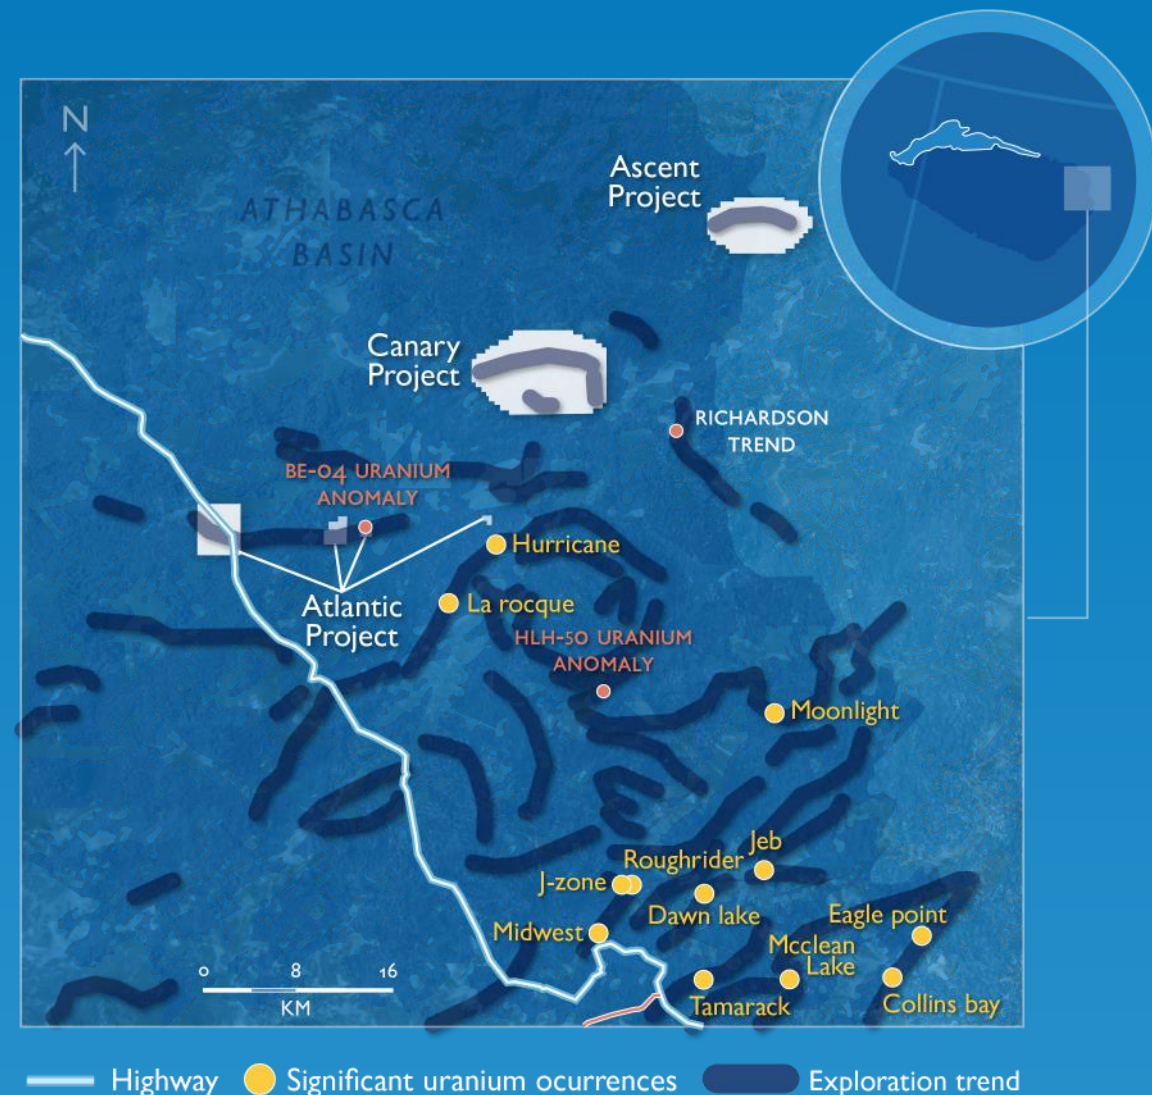 N
ATHABASCA
BASIN
Ascent
Project
Canary
Project
RICHARDSON
TREND
BE-04 URANIUM
ANOMALY
Hurricane
La rocque
Atlantic
Project
HLH-50 URANIUM
ANOMALY
Moonlight
Jeb
Roughrider
J-zone
Dawn lake
Eagle point
Midwest
Mcclean
Lake
Tamarack
Collins bay
0 8 16
KM
Highway
Significant uranium ocurrences
Exploration trend